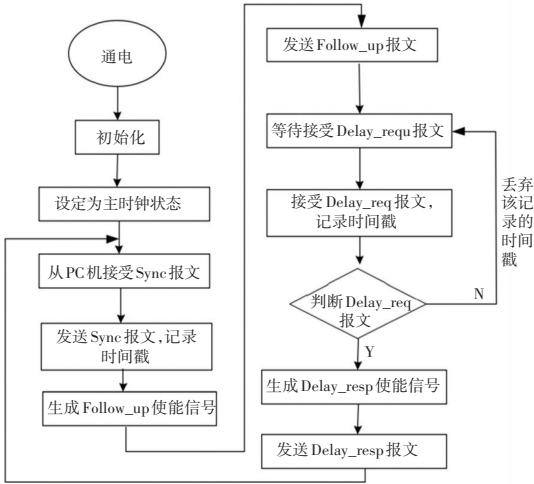 通电
初始化
设定为主时钟状态
从PC机接受Sync报文
发送Sync报文,记录
时间戳
生成Follow_up使能信号
发送Follow_up报文
等待接受Delay_requ报文
接受Delay_req报文,
记录时间戳
判断Delay_req
报文
N
丢弃
该记
录的
时间
戳
Y
生成Delay_resp使能信号
发送Delay_resp报文